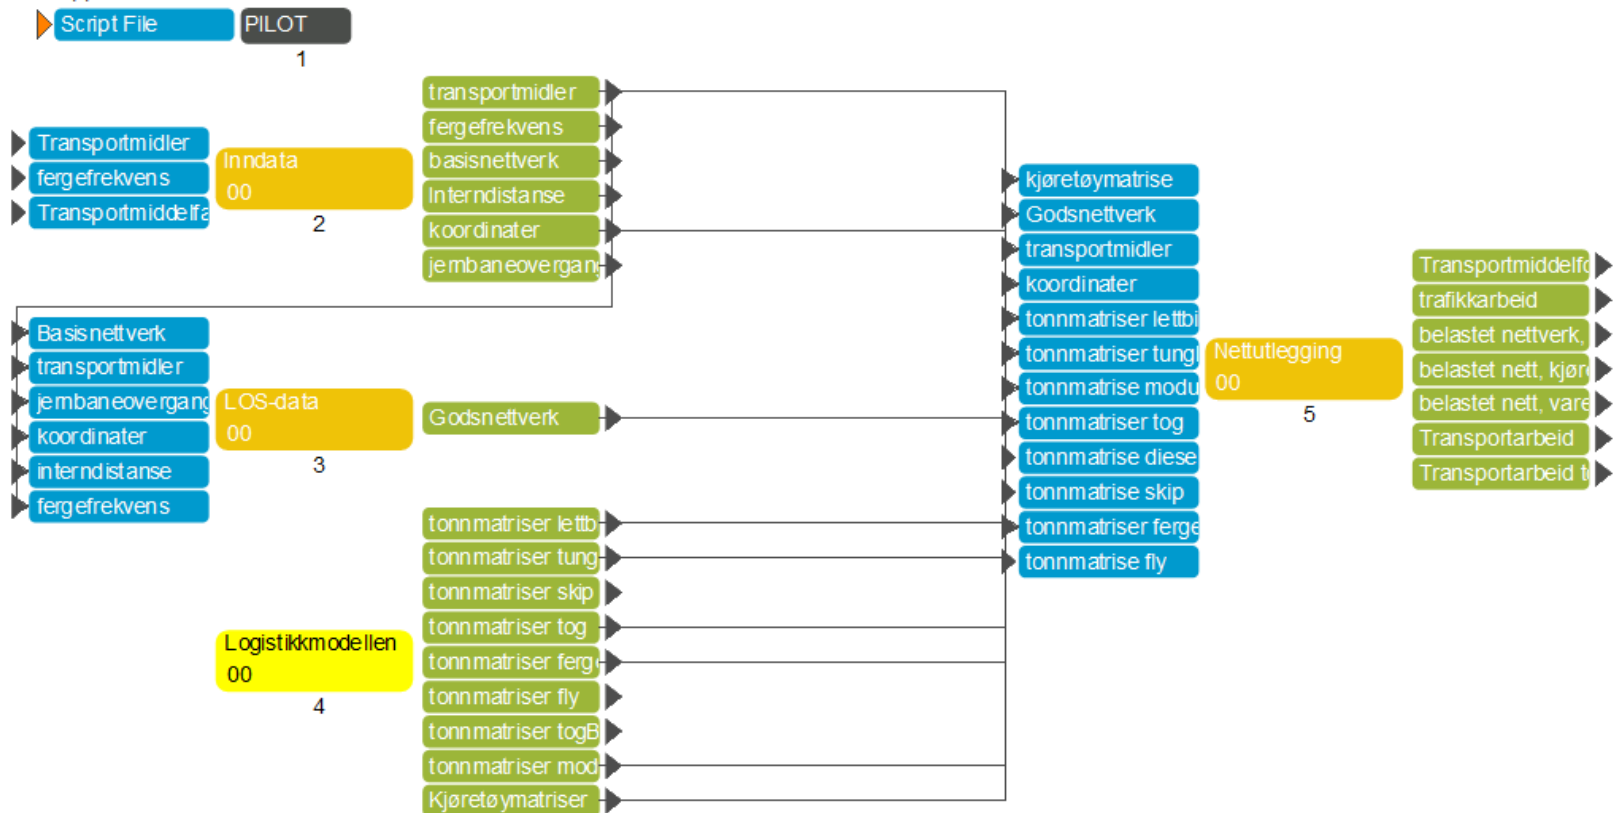 Script File
PILOT
1
Transportmidler
fergefrekvens
Transportmiddelfa
Inndata
00
2
transportmidler
fergefrekvens
basisnettverk
Interndistanse
koordinater
jernbaneovergang
Basisnettverk
transportmidler
jernbaneovergang
koordinater
interndistanse
fergefrekvens
LOS-data
00
3
Godsnettverk
Logistikkmodellen
00
4
tonnmatriser lettb
tonnmatriser tung
tonnmatriser skip
tonnmatriser tog
tonnmatriser ferge
tonnmatriser fly
tonnmatriser togB
tonnmatriser mod
Kjøretøymatriser
kjøretøymatrise
Godsnettverk
transportmidler
koordinater
tonnmatriser lettbi
tonnmatriser tungl
tonnmatrise modu
tonnmatriser tog
tonnmatrise diese
tonnmatrise skip
tonnmatriser ferge
tonnmatrise fly
Nettutlegging
00
5
Transportmiddelfo
trafikkarbeid
belastet nettverk,
belastet nett, kjør
belastet nett, vare
Transportarbeid
Transportarbeid t